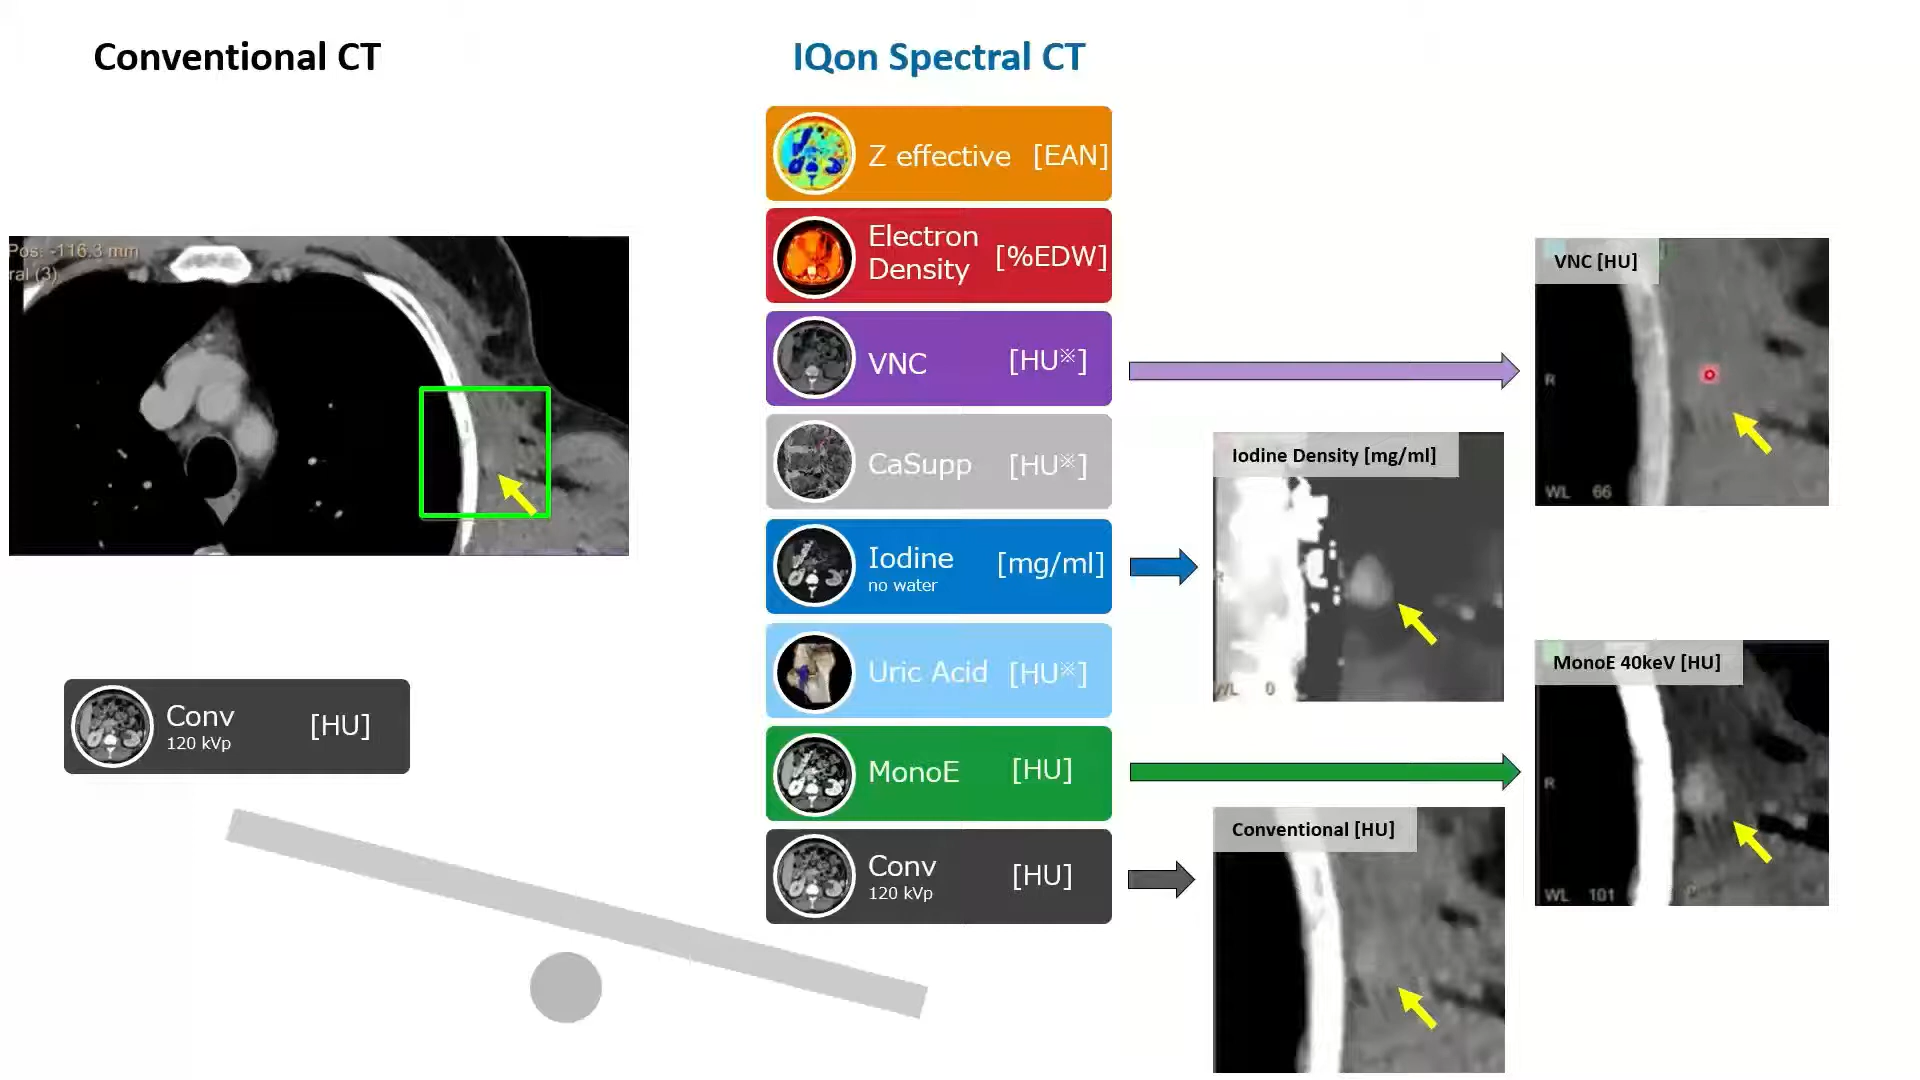 Conventional CT
IQon Spectral CT
Pos: -116.3 mm
ral (3)
Conv [HU]
120 kVp
Z effective [EAN]
Electron
Density [%EDW]
VNC [HU※]
CaSupp [HU※]
Iodine [mg/ml]
no water
Uric Acid [HU※]
MonoE [HU]
Conv [HU]
120 kVp
VNC [HU]
R
WL 66
Iodine Density [mg/ml]
WL 0
MonoE 40keV [HU]
R
WL 101
Conventional [HU]